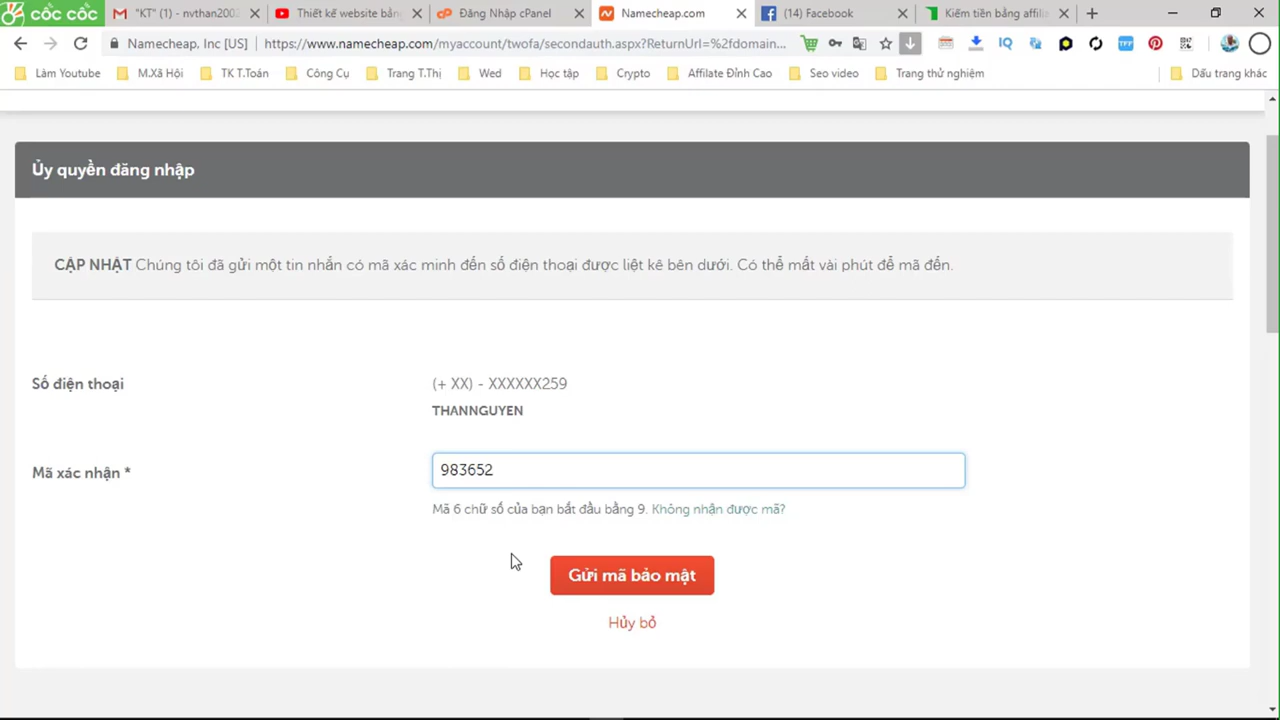 cốc cốc
"KT" (1) - nvthan2002
Thiết kế website bằng
Đăng Nhập cPanel
Namecheap.com
(14) Facebook
Kiếm tiền bằng affilia
Namecheap, Inc [US]
https://www.namecheap.com/myaccount/twofa/secondauth.aspx?ReturnUrl=%2fdomain...
Làm Youtube
M.Xã Hội
TK T.Toán
Công Cụ
Trang T.Thị
Wed
Học tập
Crypto
Affilate Đỉnh Cao
Seo video
Trang thử nghiệm
Dấu trang khác
Ủy quyền đăng nhập
CẬP NHẬT Chúng tôi đã gửi một tin nhắn có mã xác minh đến số điện thoại được liệt kê bên dưới. Có thể mất vài phút để mã đến.
Số điện thoại
(+ XX) - XXXXXX259
THANNGUYEN
Mã xác nhận *
983652
Mã 6 chữ số của bạn bắt đầu bằng 9. Không nhận được mã?
Gửi mã bảo mật
Hủy bỏ